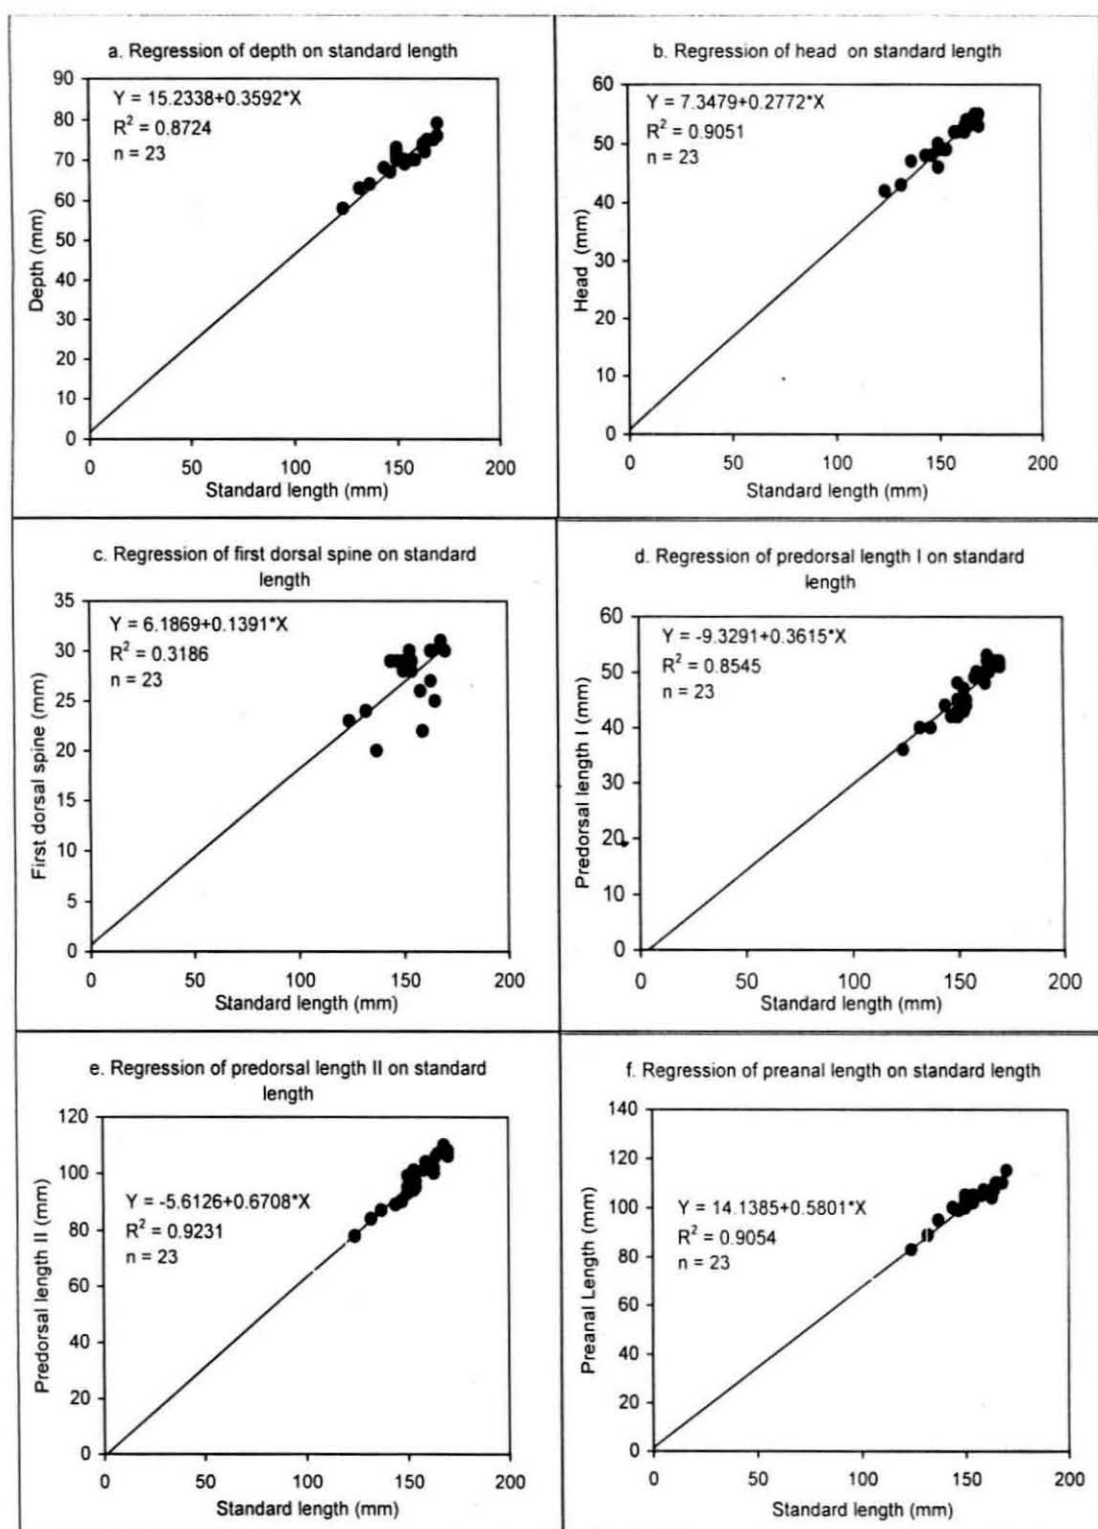 a. Regression of depth on standard length
Y = 15.2338+0.3592*X
R² = 0.8724
n = 23
90
80
70
60
50
40
30
20
10
0
Depth (mm)
0 50 100 150 200
Standard length (mm)
b. Regression of head on standard length
Y = 7.3479+0.2772*X
R² = 0.9051
n = 23
60
50
40
30
20
10
0
Head (mm)
0 50 100 150 200
Standard length (mm)
c. Regression of first dorsal spine on standard
length
Y = 6.1869+0.1391*X
R² = 0.3186
n = 23
35
30
25
20
15
10
5
0
First dorsal spine (mm)
0 50 100 150 200
Standard length (mm)
d. Regression of predorsal length I on standard
length
Y = -9.3291+0.3615*X
R² = 0.8545
n = 23
60
50
40
30
20
10
0
Predorsal length I (mm)
0 50 100 150 200
Standard length (mm)
e. Regression of predorsal length II on standard
length
Y = -5.6126+0.6708*X
R² = 0.9231
n = 23
120
100
80
60
40
20
0
Predorsal length II (mm)
0 50 100 150 200
Standard length (mm)
f. Regression of preanal length on standard length
Y = 14.1385+0.5801*X
R² = 0.9054
n = 23
140
120
100
80
60
40
20
0
Preanal Length (mm)
0 50 100 150 200
Standard length (mm)